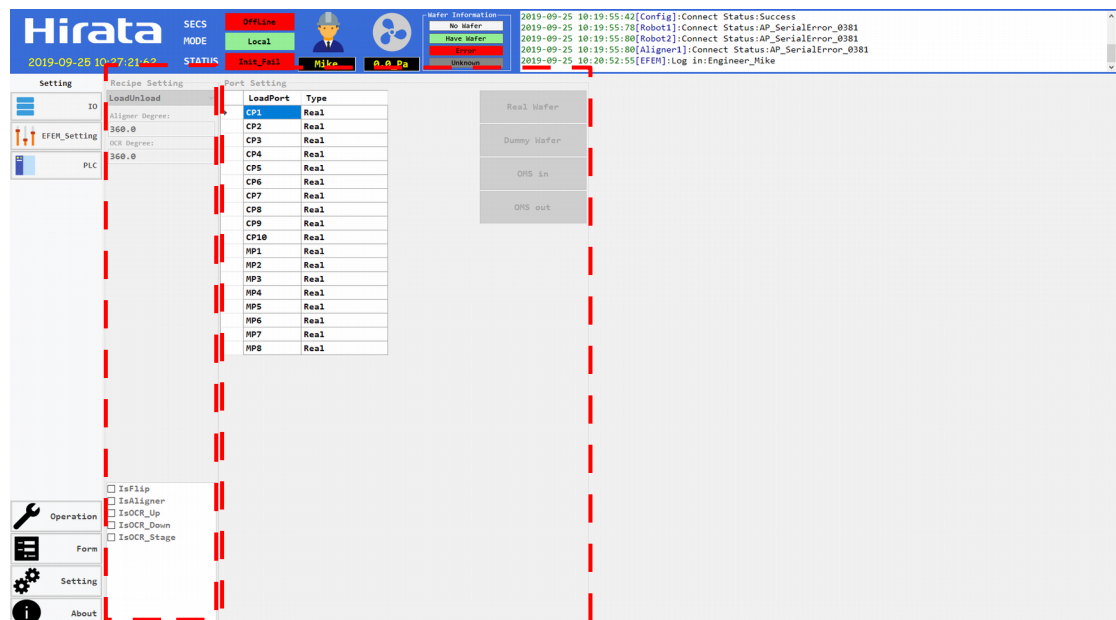 Hirata
2019-09-25 10:27:21:62
SECS
OffLine
MODE
Local
STATUS
Init_Fail
Mike
0.0 Pa
Wafer Information
No Wafer
Have Wafer
Error
Unknown
2019-09-25 10:19:55:42[Config]:Connect Status:Success
2019-09-25 10:19:55:78[Robot1]:Connect Status:AP_SerialError_0381
2019-09-25 10:19:55:80[Robot2]:Connect Status:AP_SerialError_0381
2019-09-25 10:19:55:80[Aligner1]:Connect Status:AP_SerialError_0381
2019-09-25 10:20:52:55[EFEM]:Log in:Engineer_Mike
Setting
IO
EFEM_Setting
PLC
Operation
Form
Setting
About
Recipe Setting
LoadUnload
Aligner Degree:
360.0
OCR Degree:
360.0
IsFlip
IsAligner
IsOCR_Up
IsOCR_Down
IsOCR_Stage
Port Setting
LoadPort Type
CP1 Real
CP2 Real
CP3 Real
CP4 Real
CP5 Real
CP6 Real
CP7 Real
CP8 Real
CP9 Real
CP10 Real
MP1 Real
MP2 Real
MP3 Real
MP4 Real
MP5 Real
MP6 Real
MP7 Real
MP8 Real
Real Wafer
Dummy Wafer
OMS in
OMS out